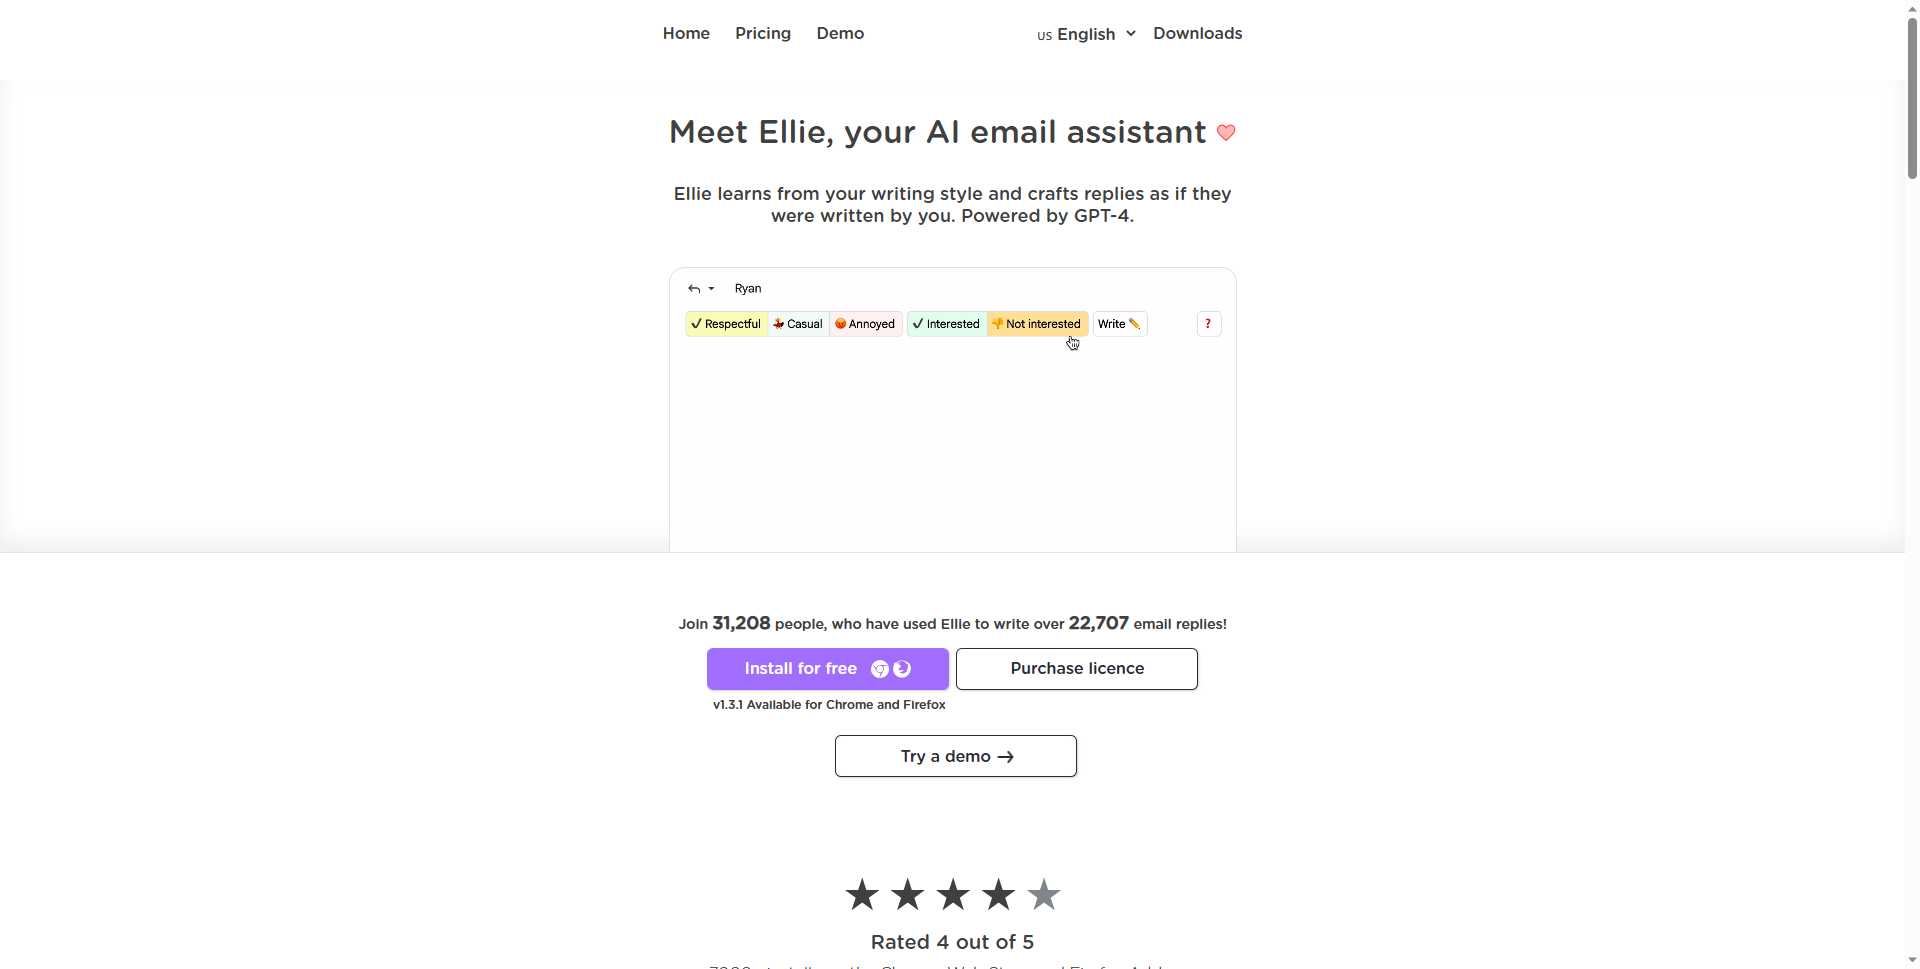 Home Pricing Demo US English Downloads
Meet Ellie, your AI email assistant
Ellie learns from your writing style and crafts replies as if they
were written by you. Powered by GPT-4.
Ryan
Respectful Casual Annoyed Interested Not interested Write ?
Join 31,208 people, who have used Ellie to write over 22,707 email replies!
Install for free Purchase licence
v1.3.1 Available for Chrome and Firefox
Try a demo →
Rated 4 out of 5